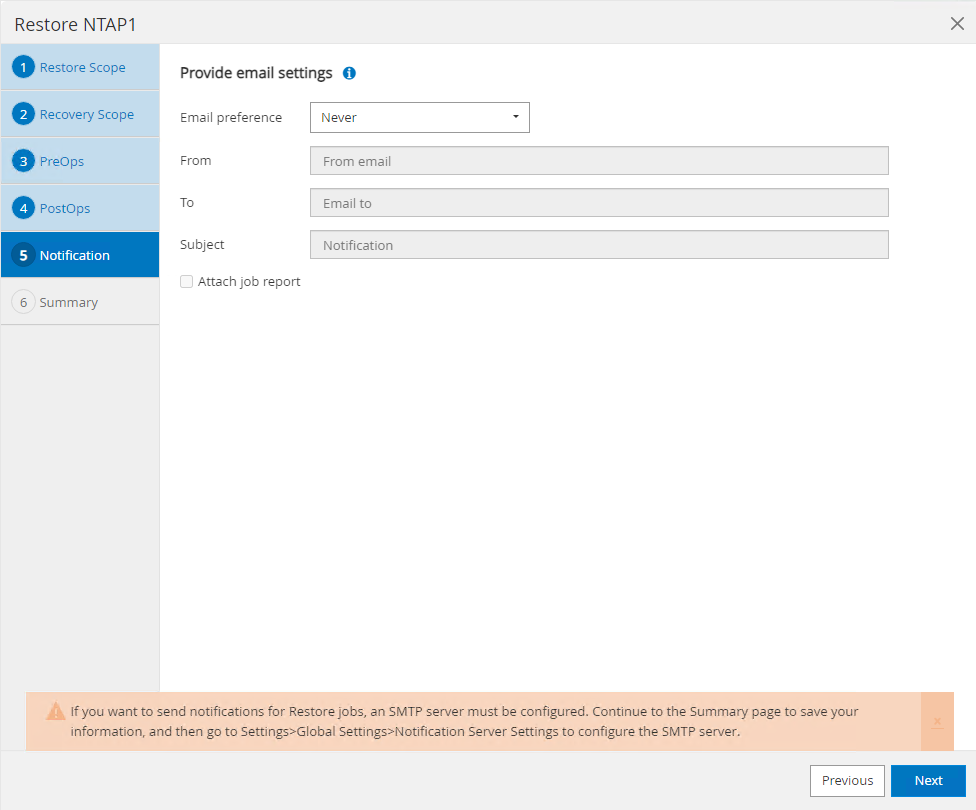 Restore NTAP1
1 Restore Scope
2 Recovery Scope
3 PreOps
4 PostOps
5 Notification
6 Summary
Provide email settings
Email preference Never
From From email
To Email to
Subject Notification
Attach job report
If you want to send notifications for Restore jobs, an SMTP server must be configured. Continue to the Summary page to save your
information, and then go to Settings>Global Settings>Notification Server Settings to configure the SMTP server.
Previous Next